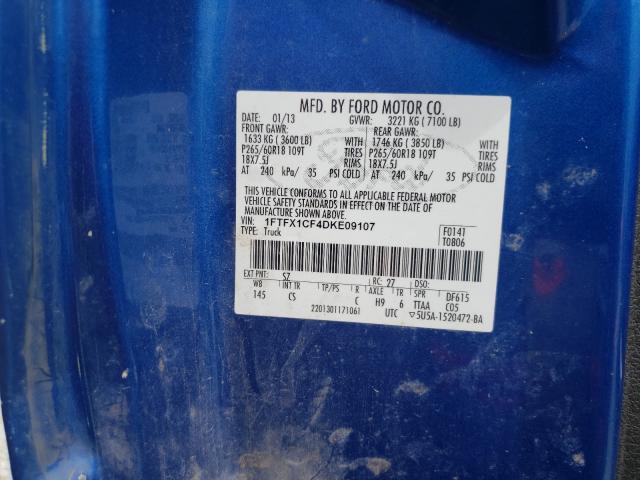 MFD. BY FORD MOTOR CO.
DATE: 01/13 GVWR: 3221 KG ( 7100 LB)
FRONT GAWR: REAR GAWR:
1633 KG ( 3600 LB) WITH 1746 KG ( 3850 LB) WITH
P265/60R18 109T TIRES P265/60R18 109T TIRES
18X7.5J RIMS 18X7.5J RIMS
AT 240 kPa/ 35 PSI COLD AT 240 kPa/ 35 PSI COLD
THIS VEHICLE CONFORMS TO ALL APPLICABLE FEDERAL MOTOR
VEHICLE SAFETY STANDARDS IN EFFECT ON THE DATE OF
MANUFACTURE SHOWN ABOVE.
VIN: 1FTFX1CF4DKE09107 F0141
TYPE: Truck T0806
EXT PNT: SZ RC: 27 DSO:
WB INT TR TP/PS R AXLE TR SPR DF615
145 CS C H9 6 TTAA C05
2201301171061 UTC ▽5U5A-1520472-BA